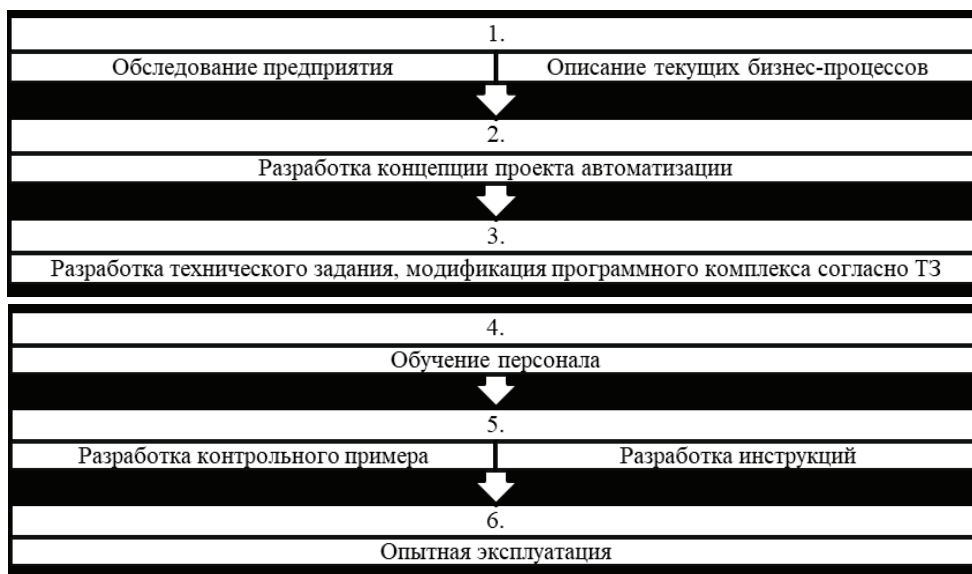 1.
Обследование предприятия
Описание текущих бизнес-процессов
2.
Разработка концепции проекта автоматизации
3.
Разработка технического задания, модификация программного комплекса согласно ТЗ
4.
Обучение персонала
5.
Разработка контрольного примера
Разработка инструкций
6.
Опытная эксплуатация